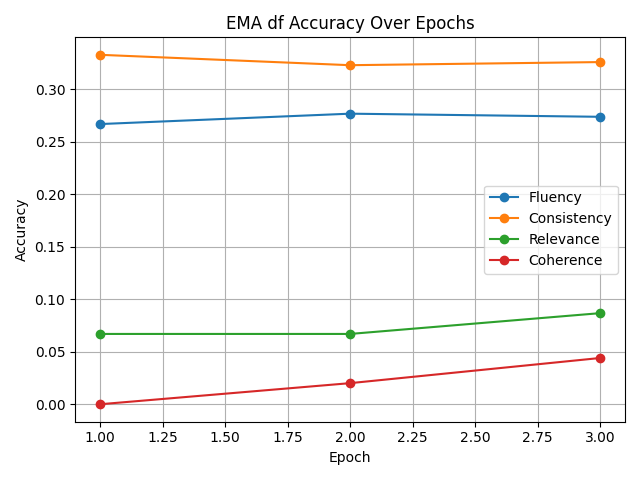 EMA df Accuracy Over Epochs
Accuracy
0.30
0.25
0.20
0.15
0.10
0.05
0.00
Fluency
Consistency
Relevance
Coherence
1.00 1.25 1.50 1.75 2.00 2.25 2.50 2.75 3.00
Epoch